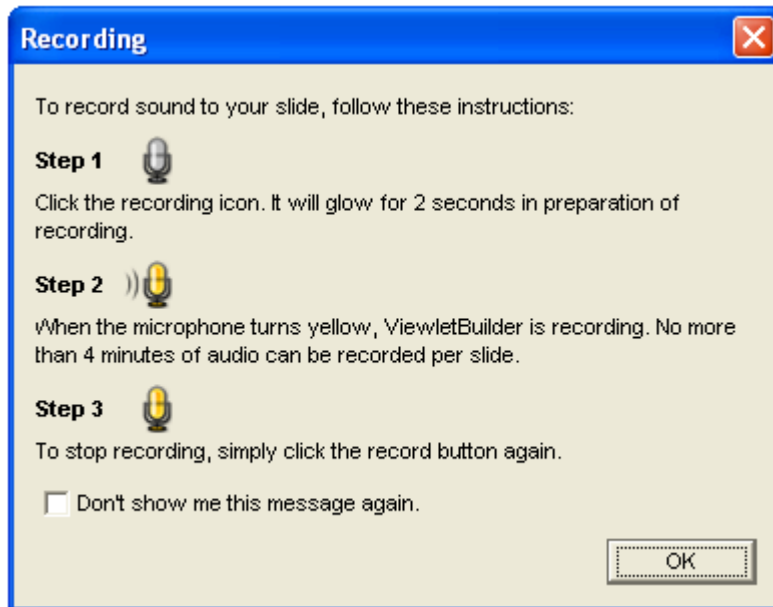 Recording
To record sound to your slide, follow these instructions:
Step 1
Click the recording icon. It will glow for 2 seconds in preparation of
recording.
Step 2
When the microphone turns yellow, ViewletBuilder is recording. No more
than 4 minutes of audio can be recorded per slide.
Step 3
To stop recording, simply click the record button again.
Don't show me this message again.
OK